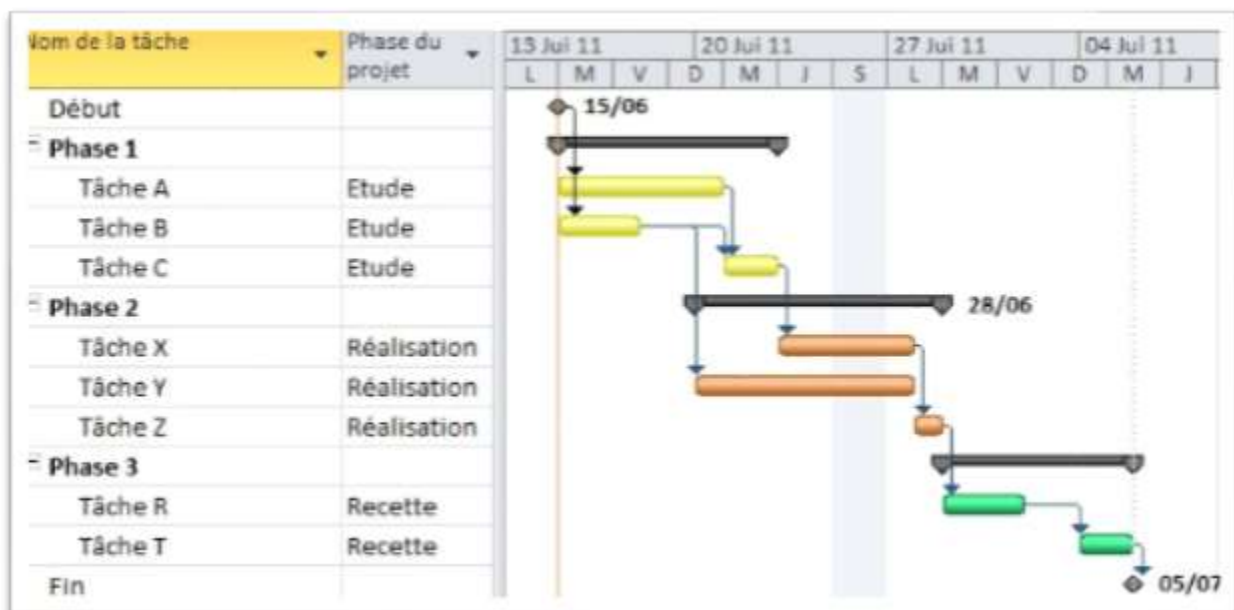 Nom de la tâche
Phase du projet
13 Jui 11 20 Jui 11 27 Jui 11 04 Jul 11
L M V D M J S L M V D M J
Début 15/06
Phase 1
Tâche A Etude
Tâche B Etude
Tâche C Etude
Phase 2 28/06
Tâche X Réalisation
Tâche Y Réalisation
Tâche Z Réalisation
Phase 3
Tâche R Recette
Tâche T Recette
Fin 05/07